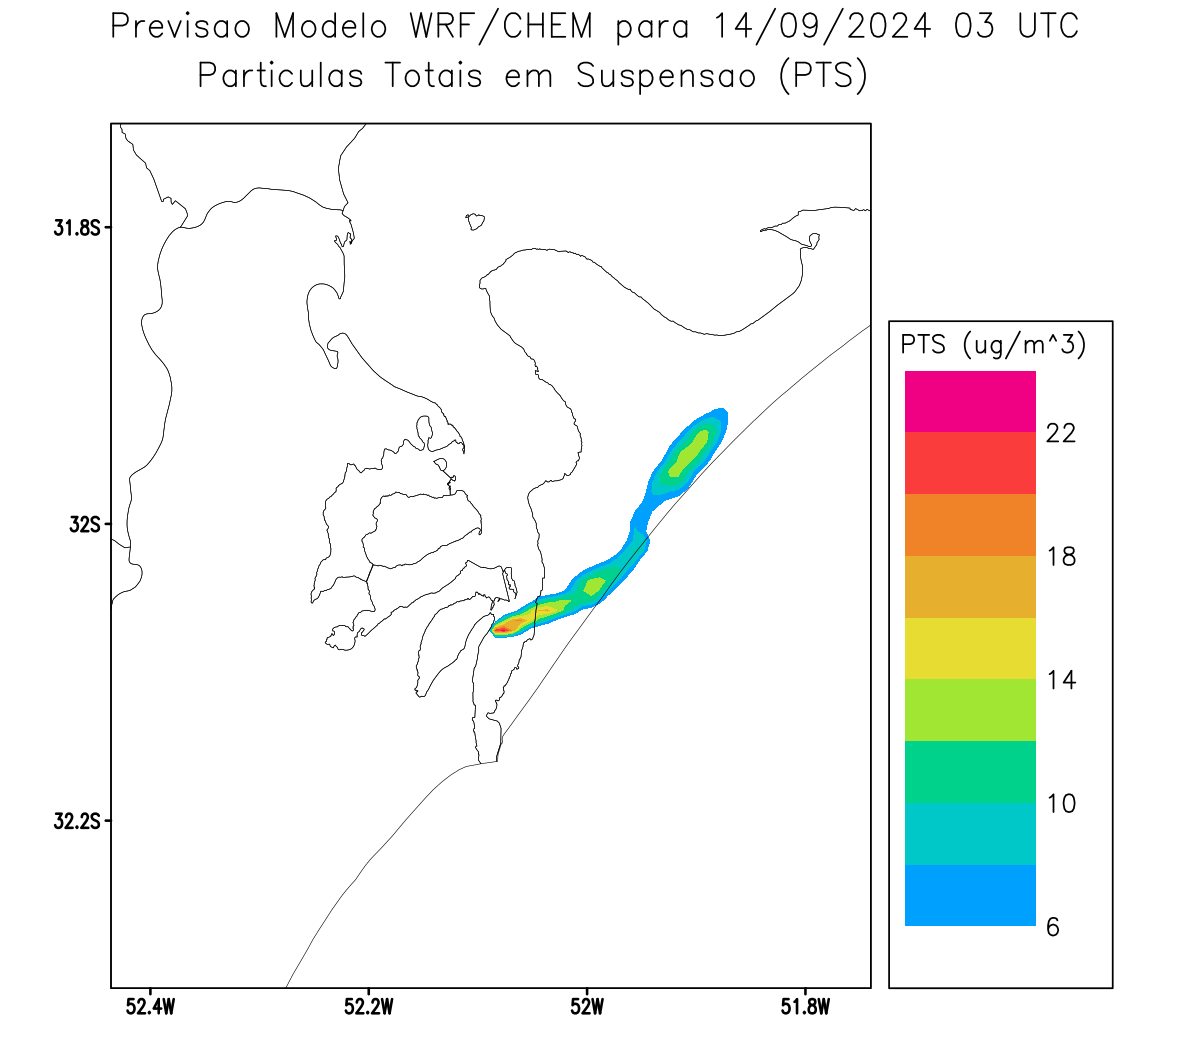 Previsao Modelo WRF/CHEM para 14/09/2024 03 UTC
Particulas Totais em Suspensao (PTS)
31.8S
32S
32.2S
52.4W
52.2W
52W
51.8W
PTS (ug/m^3)
22
18
14
10
6